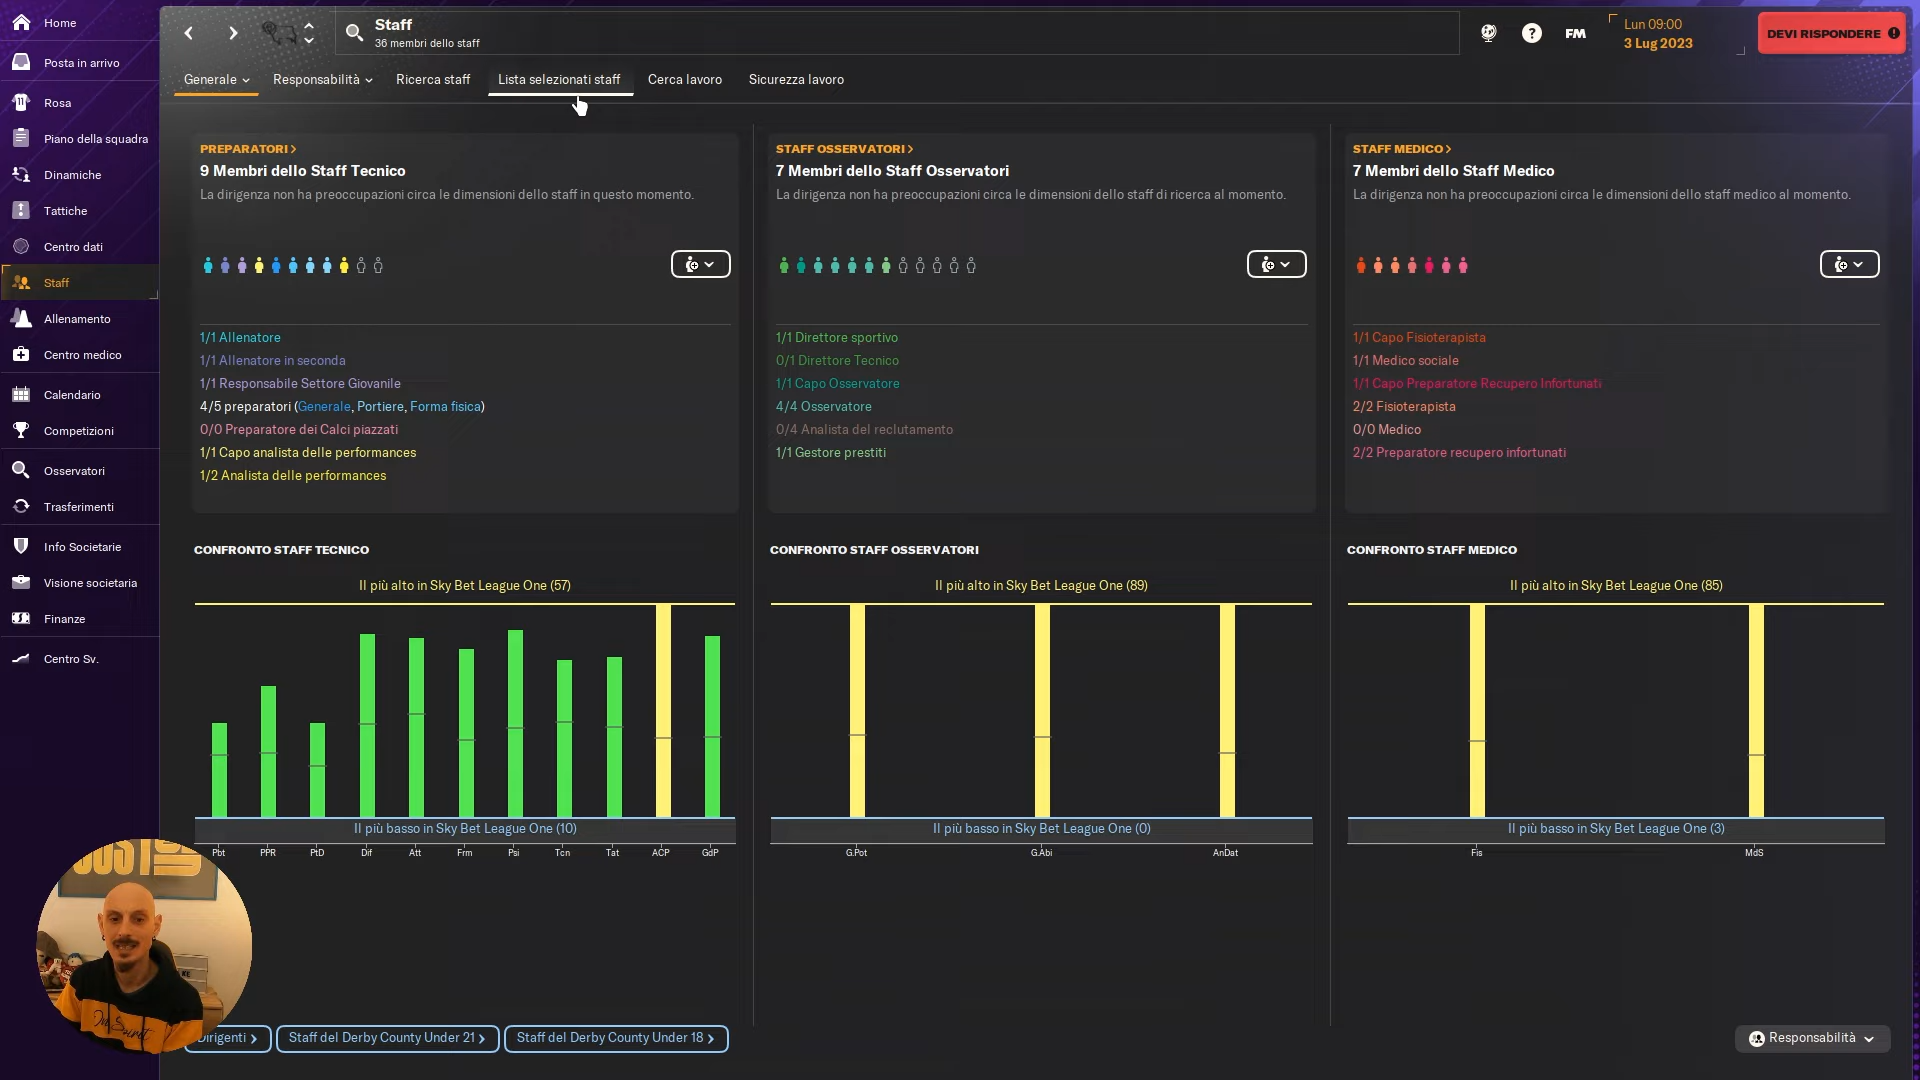 Home
Posta in arrivo
Rosa
Piano della squadra
Dinamiche
Tattiche
Centro dati
Staff
Allenamento
Centro medico
Calendario
Competizioni
Osservatori
Trasferimenti
Info Societarie
Visione societaria
Finanze
Centro Sv.
Staff
36 membri dello staff
FM
Lun 09:00
3 Lug 2023
DEVI RISPONDERE
Generale
Responsabilità
Ricerca staff
Lista selezionati staff
Cerca lavoro
Sicurezza lavoro
PREPARATORI
9 Membri dello Staff Tecnico
La dirigenza non ha preoccupazioni circa le dimensioni dello staff in questo momento.
1/1 Allenatore
1/1 Allenatore in seconda
1/1 Responsabile Settore Giovanile
4/5 preparatori (Generale, Portiere, Forma fisica)
0/0 Preparatore dei Calci piazzati
1/1 Capo analista delle performances
1/2 Analista delle performances
STAFF OSSERVATORI
7 Membri dello Staff Osservatori
La dirigenza non ha preoccupazioni circa le dimensioni dello staff di ricerca al momento.
1/1 Direttore sportivo
0/1 Direttore Tecnico
1/1 Capo Osservatore
4/4 Osservatore
0/4 Analista del reclutamento
1/1 Gestore prestiti
STAFF MEDICO
7 Membri dello Staff Medico
La dirigenza non ha preoccupazioni circa le dimensioni dello staff medico al momento.
1/1 Capo Fisioterapista
1/1 Medico sociale
1/1 Capo Preparatore Recupero Infortunati
2/2 Fisioterapista
0/0 Medico
2/2 Preparatore recupero infortunati
CONFRONTO STAFF TECNICO
Il più alto in Sky Bet League One (57)
Il più basso in Sky Bet League One (10)
Pbt PPR PtD Dif Att Frm Psi Tcn Tat ACP GdP
CONFRONTO STAFF OSSERVATORI
Il più alto in Sky Bet League One (89)
Il più basso in Sky Bet League One (0)
G.Pot G.Abi AnDat
CONFRONTO STAFF MEDICO
Il più alto in Sky Bet League One (85)
Il più basso in Sky Bet League One (3)
Fis MdS
Dirigenti
Staff del Derby County Under 21
Staff del Derby County Under 18
Responsabilità